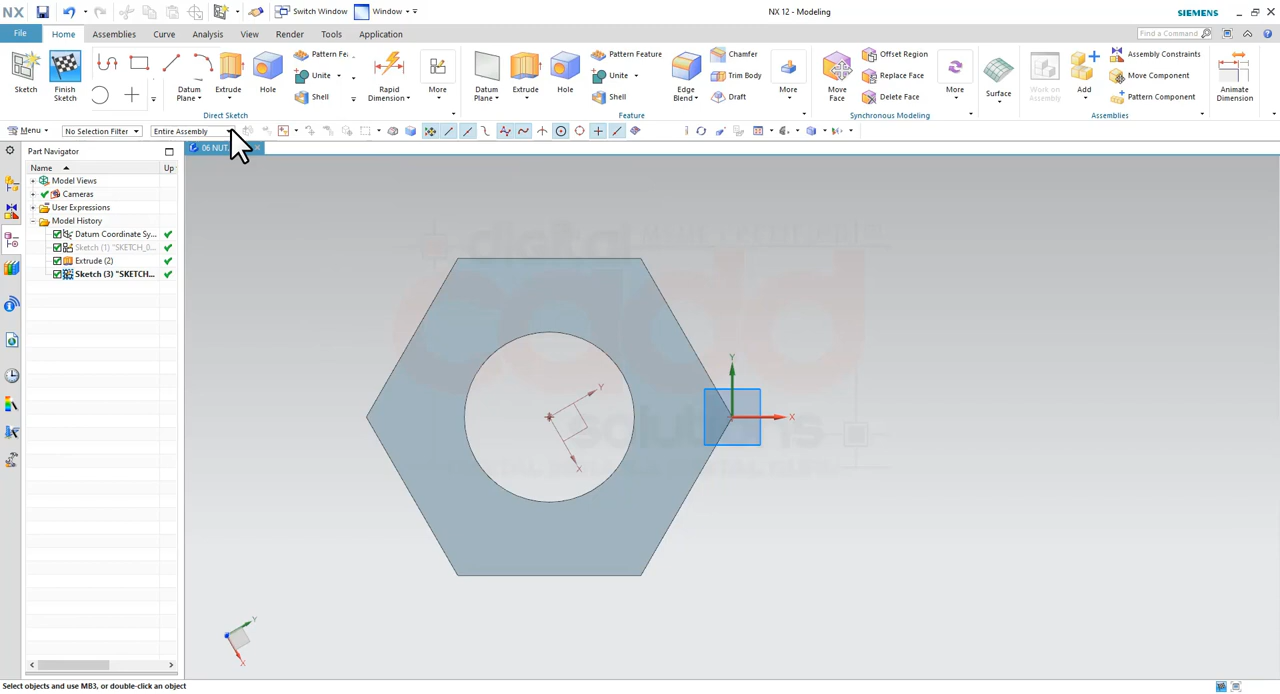 NX
Switch Window
Window
NX 12 - Modeling
SIEMENS
File
Home
Assemblies
Curve
Analysis
View
Render
Tools
Application
Find a Command
Sketch
Finish Sketch
Datum Plane
Extrude
Hole
Pattern Fe
Unite
Shell
Rapid Dimension
More
Direct Sketch
Datum Plane
Extrude
Hole
Pattern Feature
Unite
Shell
Edge Blend
Chamfer
Trim Body
Draft
More
Feature
Move Face
Offset Region
Replace Face
Delete Face
More
Synchronous Modeling
Surface
Work on Assembly
Add
Assembly Constraints
Move Component
Pattern Component
Assemblies
Animate Dimension
Menu
No Selection Filter
Entire Assembly
Part Navigator
06 NUT
Name
Up
Model Views
Cameras
User Expressions
Model History
Datum Coordinate Sy...
Sketch (1) "SKETCH_0...
Extrude (2)
Sketch (3) "SKETCH...
digital
cadd
solutions
Y
X
Y
X
Y
X
Select objects and use MB3, or double-click an object